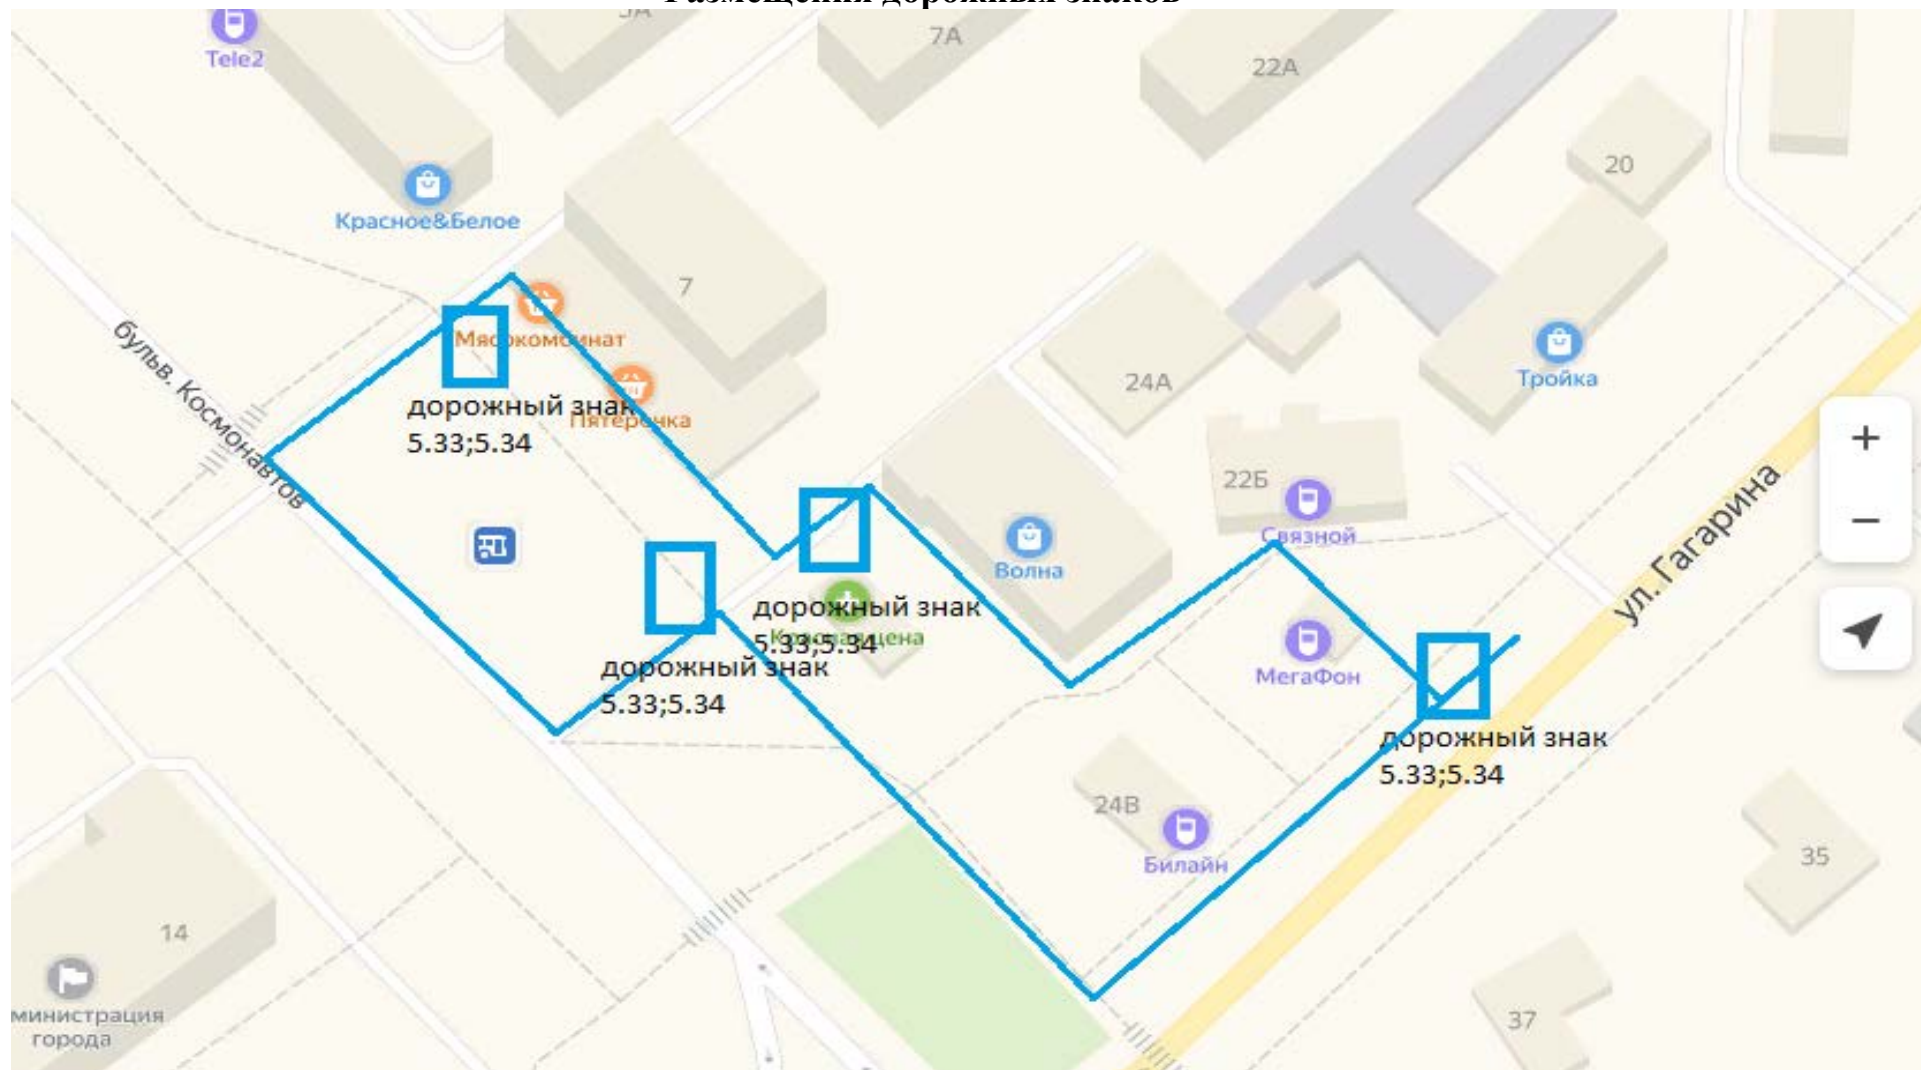 Размещения дорожных знаков
Tele2
7А
22А
20
Красное&Белое
7
бульв. Космонавтов
Мясокомбинат
Тройка
24А
дорожный знак
Пятерочка
5.33;5.34
22Б
Связной
ул. Гагарина
+
−
Волна
дорожный знак
5.33;5.34
цена
МегаФон
дорожный знак
5.33;5.34
дорожный знак
5.33;5.34
24В
Билайн
35
14
министрация
города
37